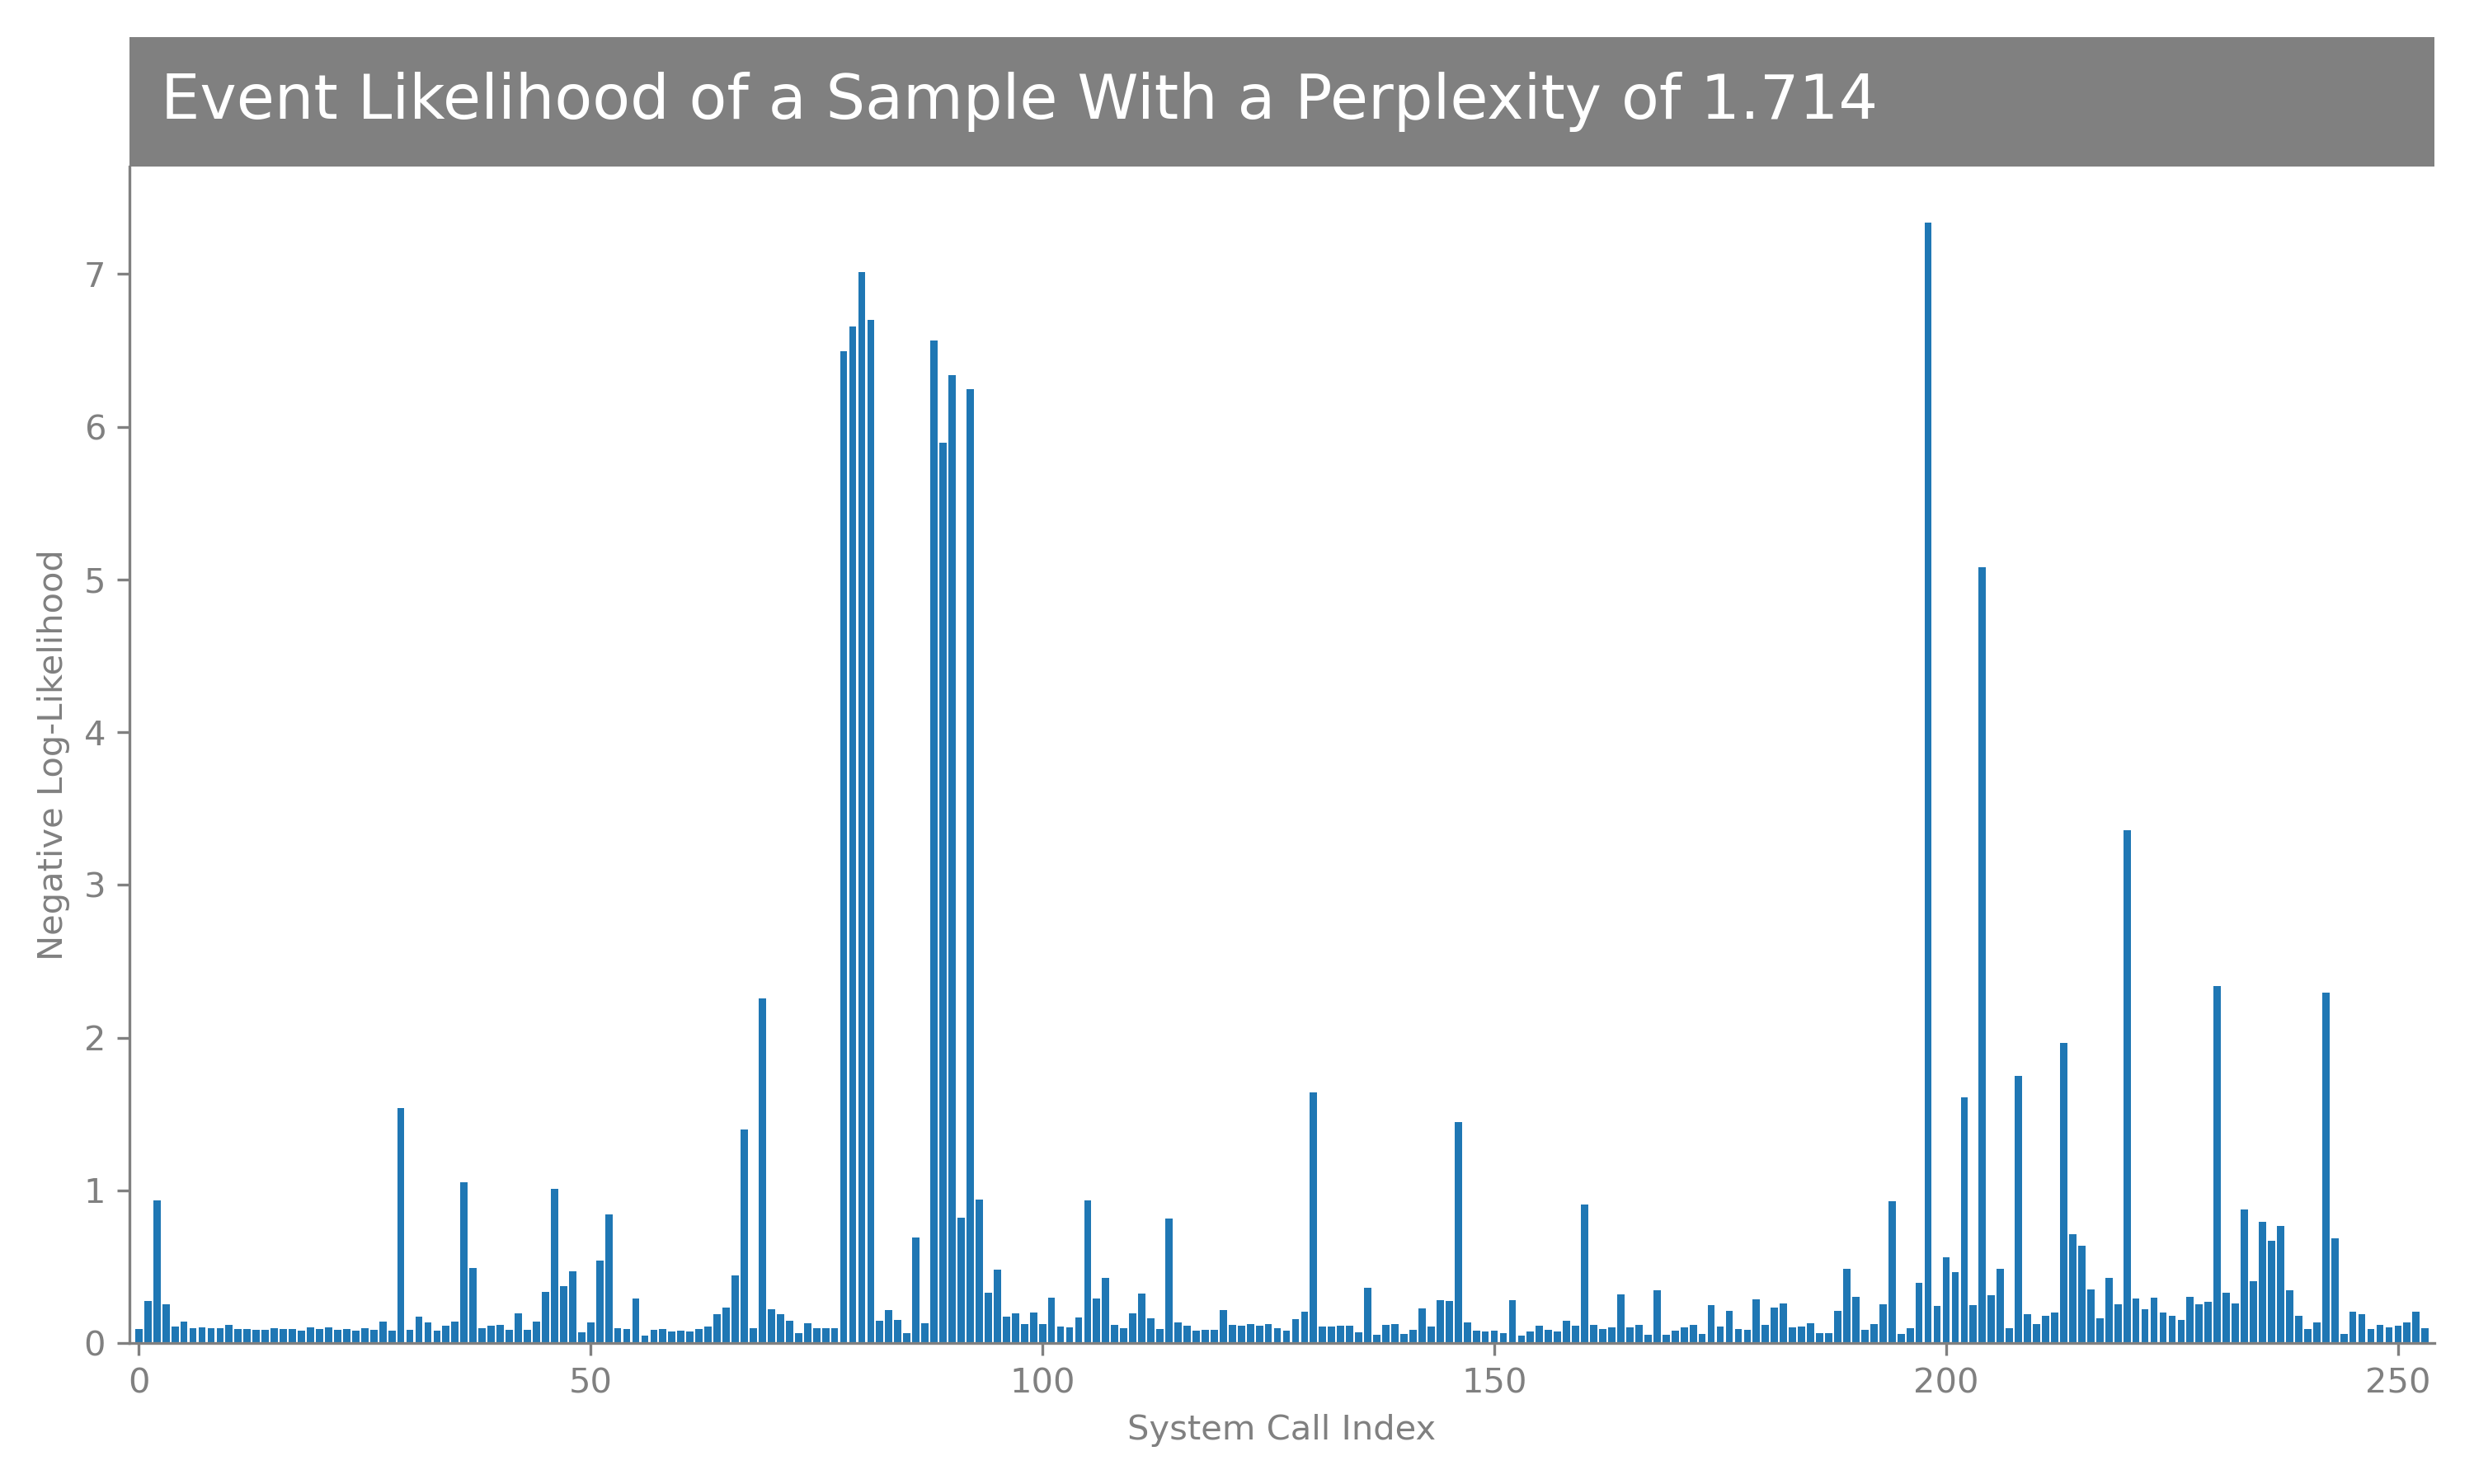 Event Likelihood of a Sample With a Perplexity of 1.714
Negative Log-Likelihood
7
6
5
4
3
2
1
0
0 50 100 150 200 250
System Call Index